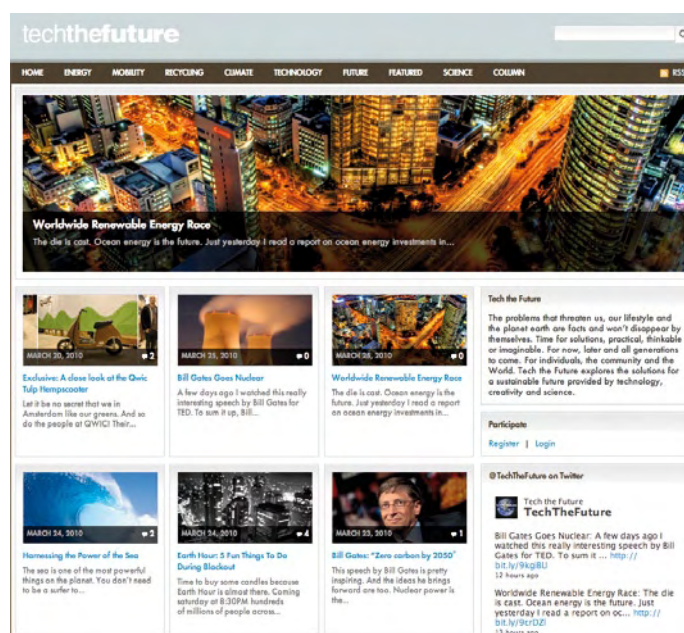 techthefuture
HOME ENERGY MOBILITY RECYCLING CLIMATE TECHNOLOGY FUTURE FEATURED SCIENCE COLUMN RSS
Worldwide Renewable Energy Race
The die is cast. Ocean energy is the future. Just yesterday I read a report on ocean energy investments in...
MARCH 20, 2010 2
Exclusive: A close look at the Qwic
Tulp Hempscooter
Let it be no secret that we in
Amsterdam like our greens. And so
do the people at QWIC! Their...
MARCH 25, 2010 0
Bill Gates Goes Nuclear
A few days ago I watched this really
interesting speech by Bill Gates for
TED. To sum it up, Bill...
MARCH 28, 2010 0
Worldwide Renewable Energy Race
The die is cast. Ocean energy is the
future. Just yesterday I read a report
on ocean energy investments in...
Tech the Future
The problems that threaten us, our lifestyle and
the planet earth are facts and won't disappear by
themselves. Time for solutions, practical, thinkable
or imaginable. For now, later and all generations
to come. For individuals, the community and the
World. Tech the Future explores the solutions for
a sustainable future provided by technology,
creativity and science.
Participate
Register | Login
MARCH 24, 2010 2
Harnessing the Power of the Sea
The sea is one of the most powerful
things on the planet. You don't need
to be a surfer to...
MARCH 24, 2010 4
Earth Hour: 5 Fun Things To Do
During Blackout
Time to buy some candles because
Earth Hour is almost there. Coming
saturday at 8:30PM hundreds
of millions of people across...
MARCH 23, 2010 1
Bill Gates: "Zero carbon by 2050"
This speech by Bill Gates is pretty
inspiring. And the ideas he brings
forward are too. Nuclear power is
the...
@TechTheFuture on Twitter
Tech the Future
TechTheFuture
Bill Gates Goes Nuclear: A few days ago I
watched this really interesting speech by Bill
Gates for TED. To sum it ... http://
bit.ly/9kgiBU
12 hours ago
Worldwide Renewable Energy Race: The die
is cast. Ocean energy is the future. Just
yesterday I read a report on oc... http://
bit.ly/9crDZl
13 hours ago